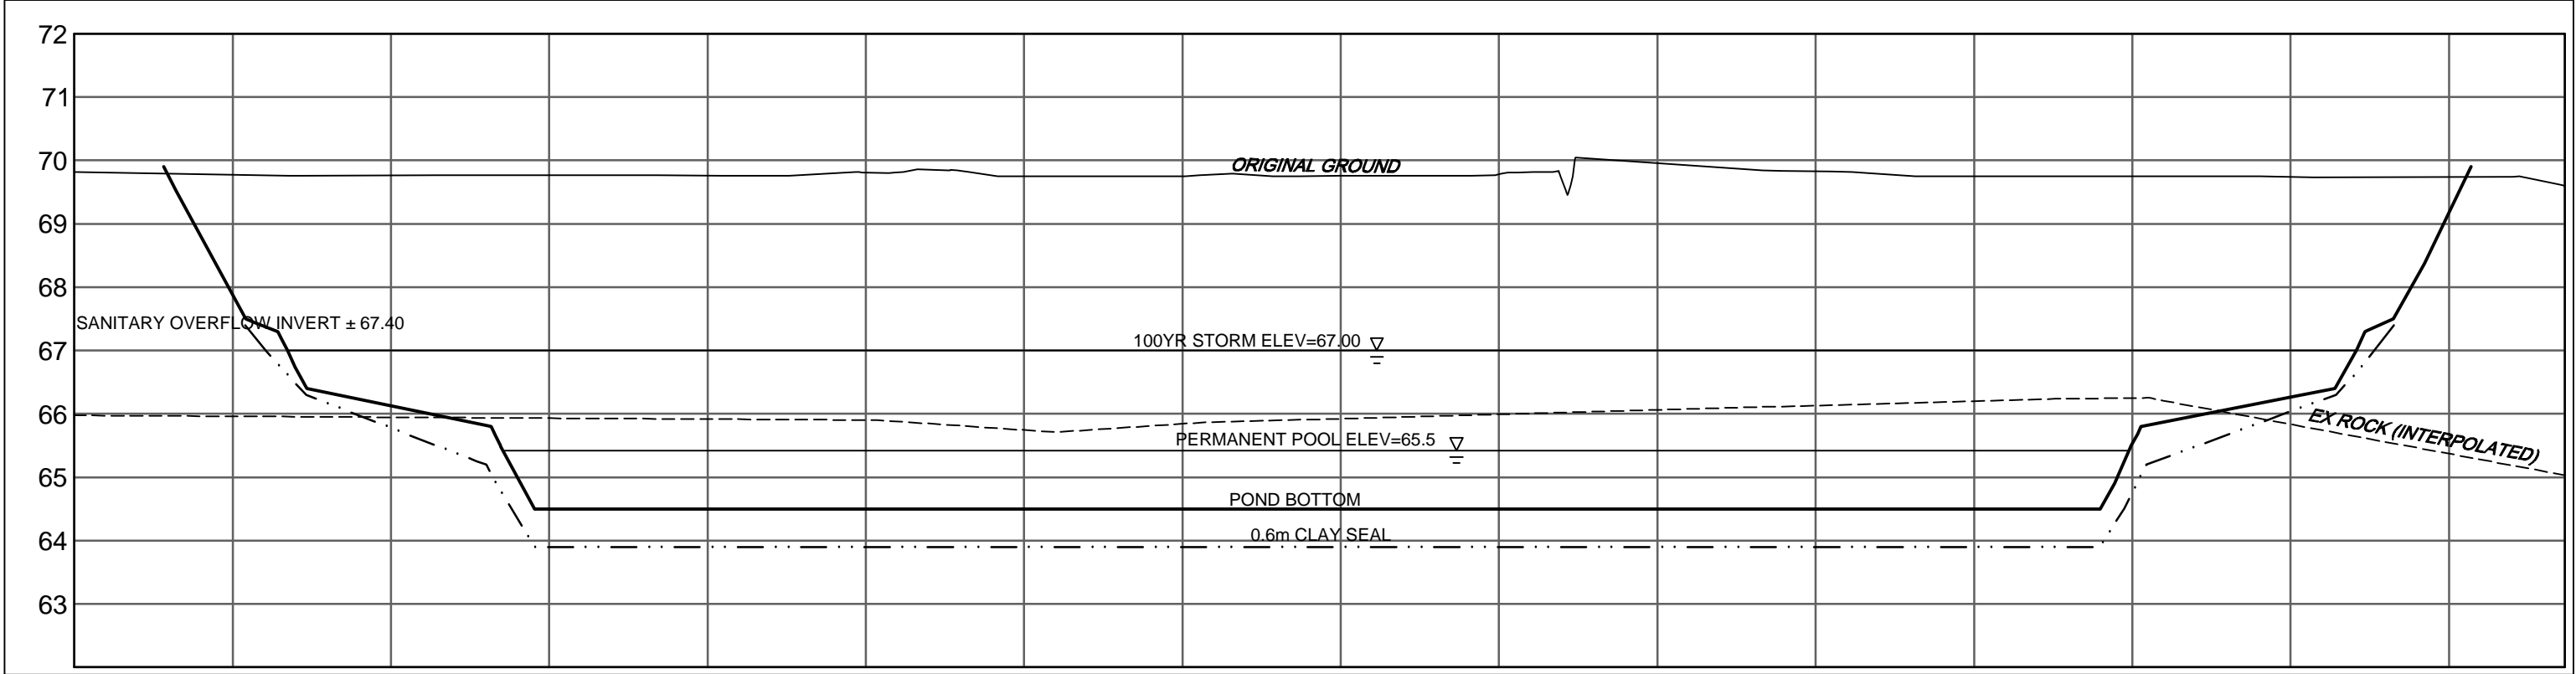 72
71
70
ORIGINAL GROUND
69
68
SANITARY OVERFLOW INVERT ± 67.40
100YR STORM ELEV=67.00
67
66
EX ROCK (INTERPOLATED)
PERMANENT POOL ELEV=65.5
65
POND BOTTOM
64
0.6m CLAY SEAL
63